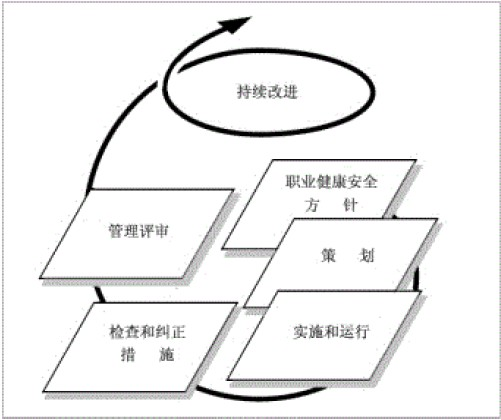 持续改进
职业健康安全
方 针
管理评审
策 划
检查和纠正
措 施
实施和运行